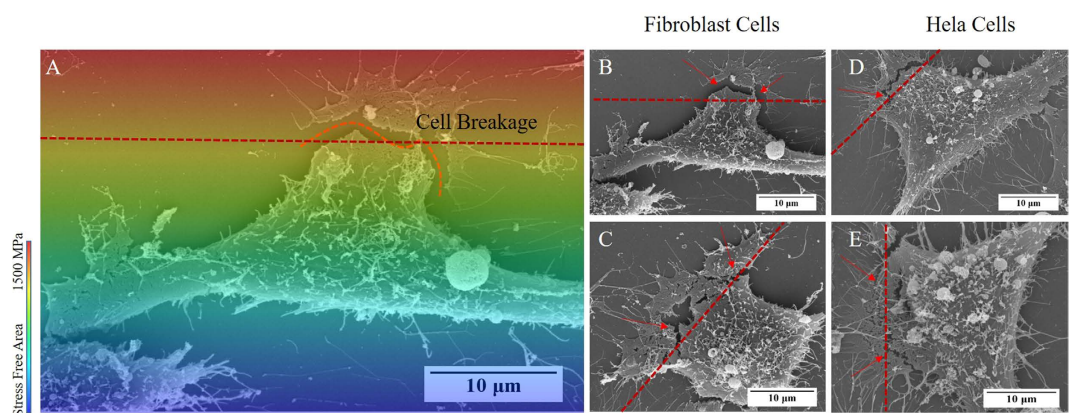 Fibroblast Cells
Hela Cells
A
Cell Breakage
1500 MPa
Stress Free Area
10 μm
B
10 μm
D
10 μm
C
10 μm
E
10 μm